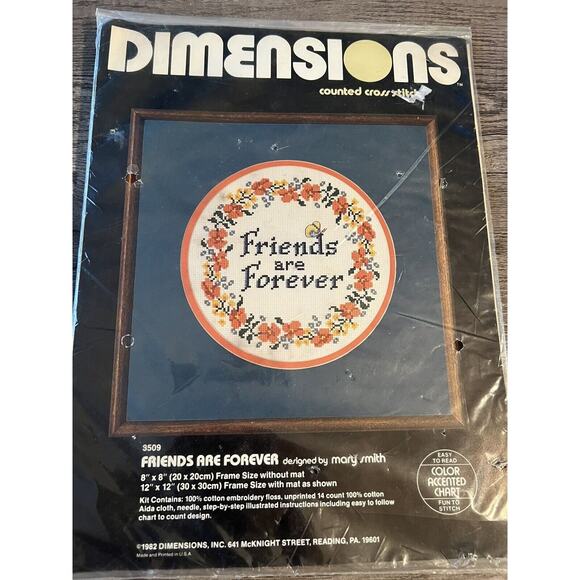 DIMENSIONS
TM
counted cross stitch
Friends
are
Forever
3509
FRIENDS ARE FOREVER designed by mary smith
8" x 8" (20 x 20cm) Frame Size without mat
12" x 12" (30 x 30cm) Frame Size with mat as shown
Kit Contains: 100% cotton embroidery floss, unprinted 14 count 100% cotton
Aida cloth, needle, step-by-step illustrated instructions including easy to follow
chart to count design.
EASY
TO READ
COLOR
ACCENTED
CHART
FUN TO
STITCH
©1982 DIMENSIONS, INC. 641 McKNIGHT STREET, READING, PA. 19601
Made and Printed in U.S.A.